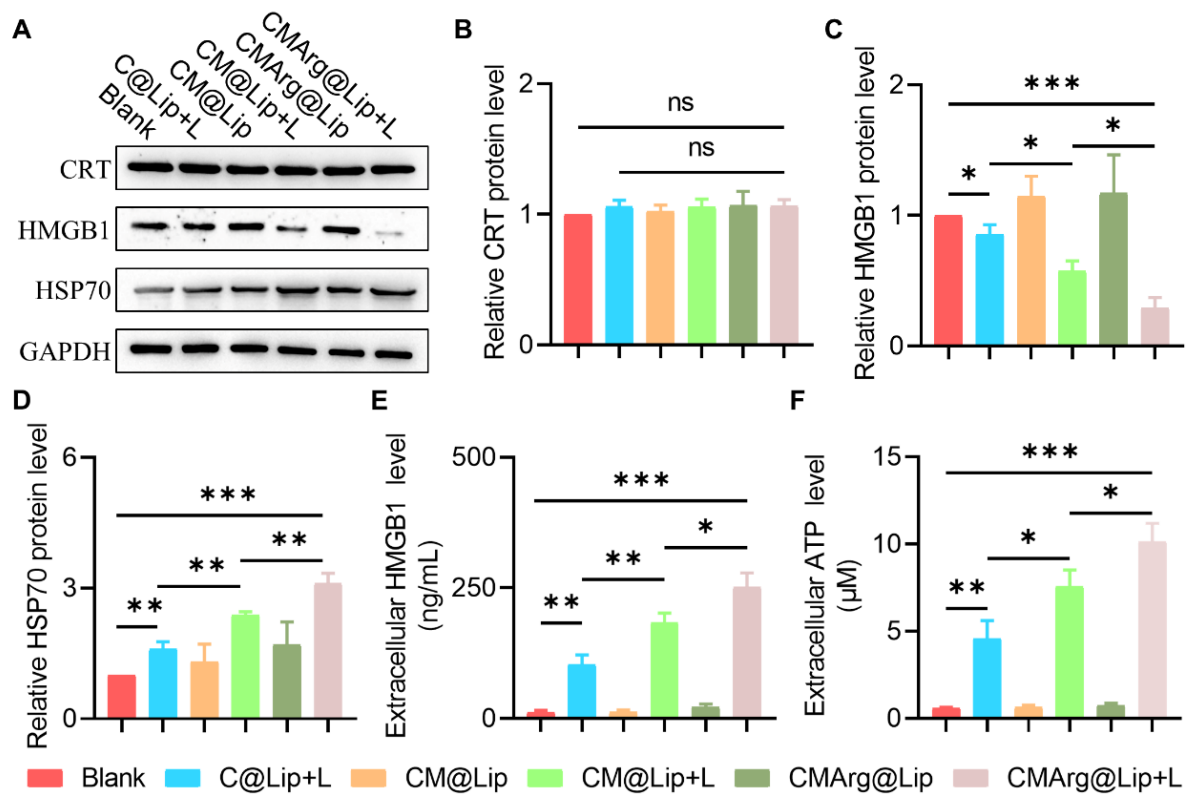 A
Blank
C@Lip+L
CM@Lip
CM@Lip+L
CMArg@Lip
CMArg@Lip+L
CRT
HMGB1
HSP70
GAPDH
B
Relative CRT protein level
2
1
0
ns
ns
C
Relative HMGB1 protein level
2
1
0
***
*
*
*
D
Relative HSP70 protein level
6
3
0
***
**
**
**
E
Extracellular HMGB1
(ng/mL)
500
250
0
***
*
**
**
F
Extracellular ATP level
(μM)
15
10
5
0
***
*
*
**
Blank C@Lip+L CM@Lip CM@Lip+L CMArg@Lip CMArg@Lip+L